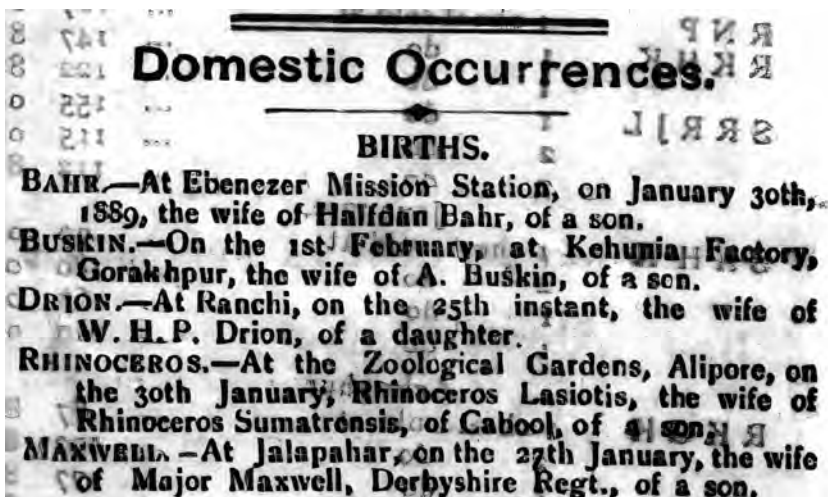 Domestic Occurrences.
BIRTHS.
BAHR.—At Ebenezer Mission Station, on January 30th,
1889, the wife of Halfdan Bahr, of a son.
BUSKIN.—On the 1st February, at Kehunia Factory,
Gorakhpur, the wife of A. Buskin, of a son.
DRION.—At Ranchi, on the 25th instant, the wife of
W. H. P. Drion, of a daughter.
RHINOCEROS.—At the Zoological Gardens, Alipore, on
the 30th January, Rhinoceros Lasiotis, the wife of
Rhinoceros Sumatrensis, of Cabool, of a son.
MAXWELL.—At Jalapahar, on the 27th January, the wife
of Major Maxwell, Derbyshire Regt., of a son.